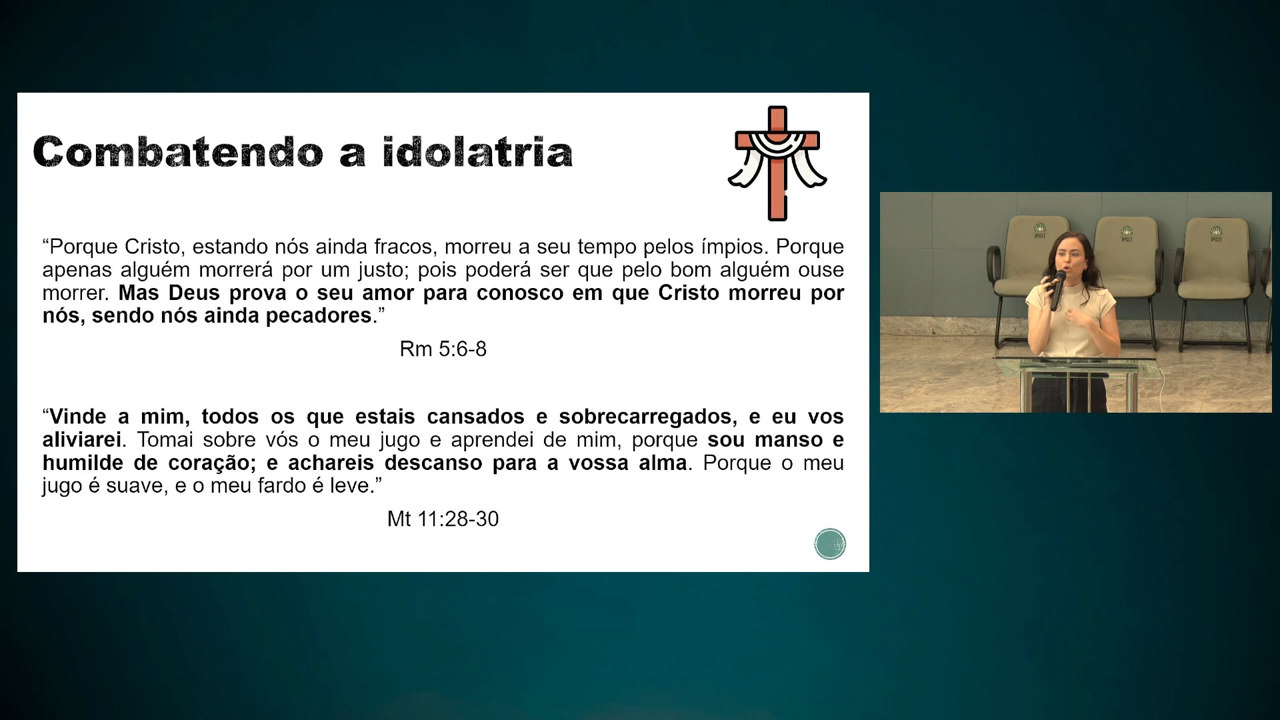 Combatendo a idolatria
“Porque Cristo, estando nós ainda fracos, morreu a seu tempo pelos ímpios. Porque
apenas alguém morrerá por um justo; pois poderá ser que pelo bom alguém ouse
morrer. Mas Deus prova o seu amor para conosco em que Cristo morreu por
nós, sendo nós ainda pecadores.”
Rm 5:6-8
“Vinde a mim, todos os que estais cansados e sobrecarregados, e eu vos
aliviarei. Tomai sobre vós o meu jugo e aprendei de mim, porque sou manso e
humilde de coração; e achareis descanso para a vossa alma. Porque o meu
jugo é suave, e o meu fardo é leve.”
Mt 11:28-30